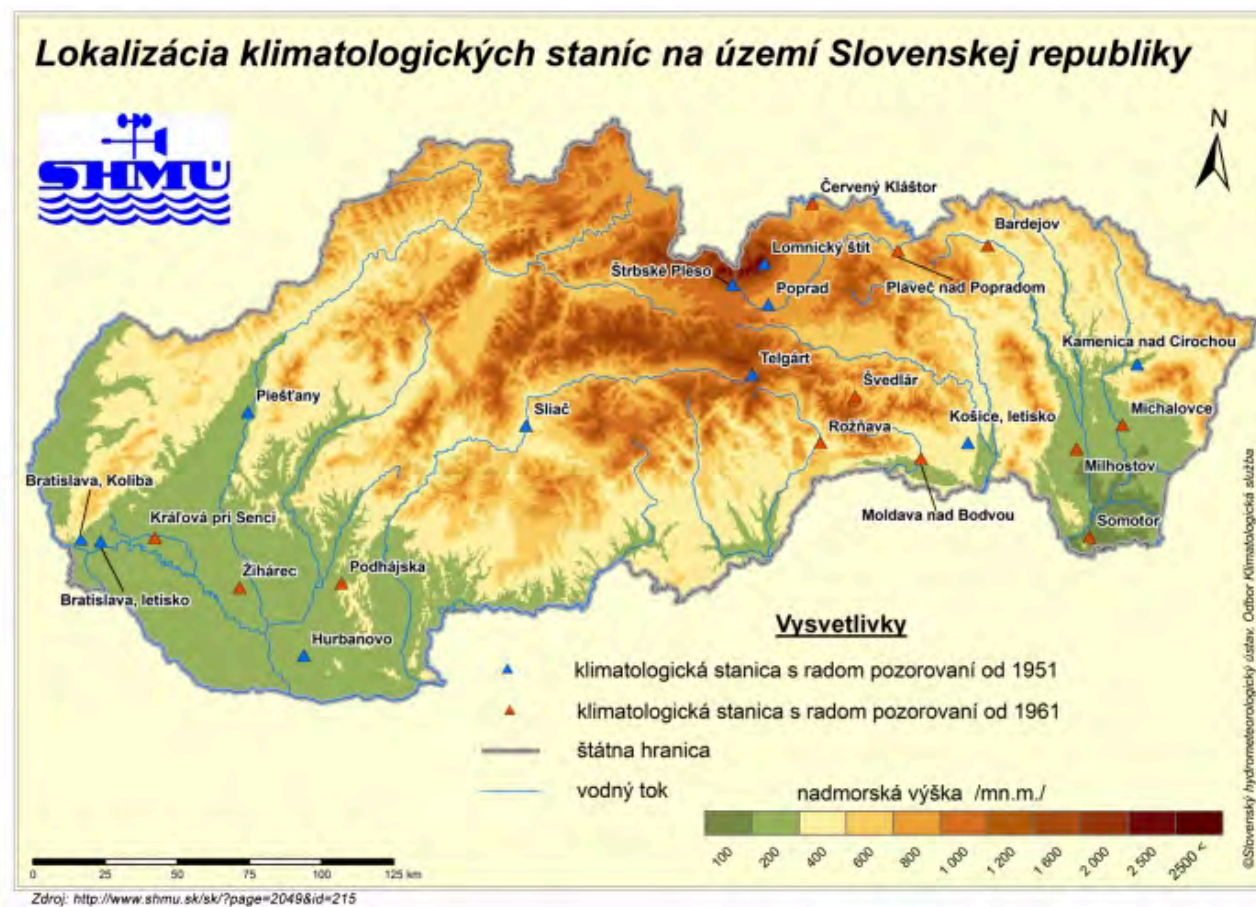 Lokalizácia klimatologických staníc na území Slovenskej republiky
SHMÚ
N
Červený Kláštor
Bardejov
Lomnický štít
Štrbské Pleso
Plaveč nad Popradom
Poprad
Kamenica nad Cirochou
Telgárt
Švedlár
Piešťany
Sliač
Michalovce
Košice, letisko
Rožňava
Milhostov
Bratislava, Koliba
Kráľová pri Senci
Moldava nad Bodvou
Somotor
Žihárec
Podhájska
Bratislava, letisko
Hurbanovo
Vysvetlivky
klimatologická stanica s radom pozorovaní od 1951
klimatologická stanica s radom pozorovaní od 1961
štátna hranica
vodný tok
nadmorská výška /mn.m./
100 200 400 600 800 1 000 1 200 1 600 2 000 2 500 2500 <
0 25 50 75 100 125 km
©Slovenský hydrometeorologický ústav. Odbor Klimatologická služba
Zdroj: http://www.shmu.sk/sk/?page=2049&id=215